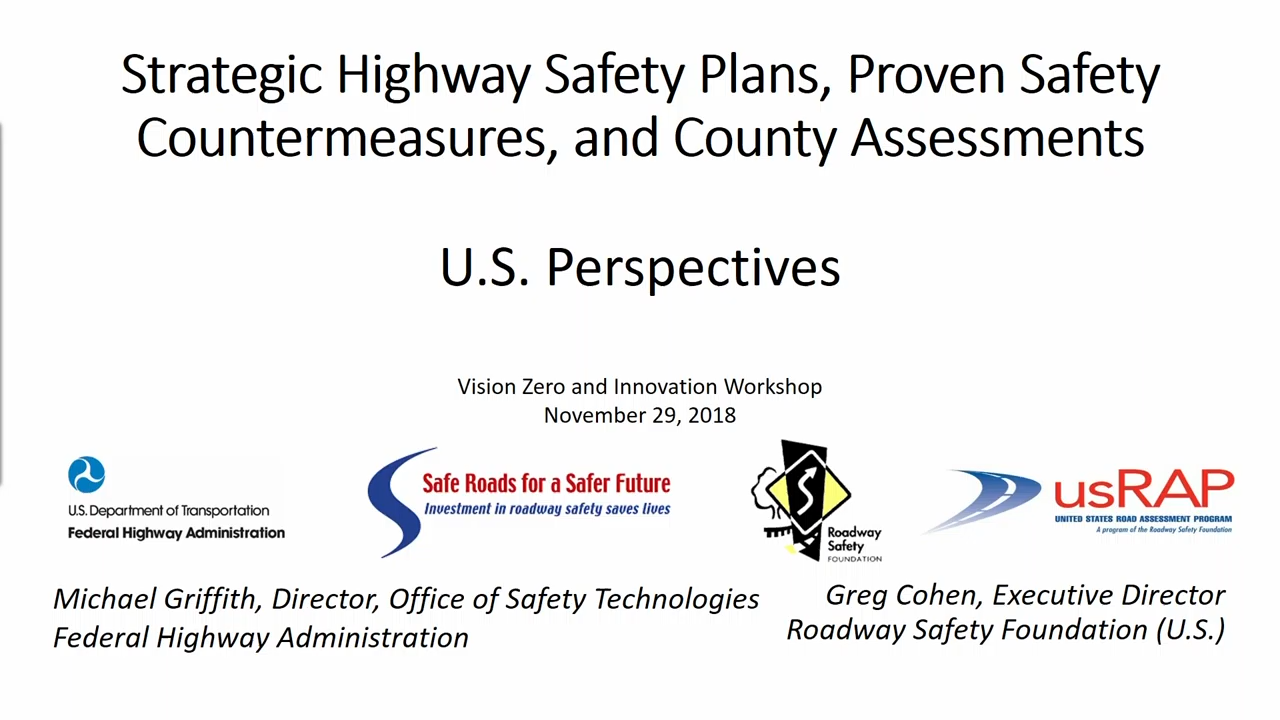 Strategic Highway Safety Plans, Proven Safety
Countermeasures, and County Assessments
U.S. Perspectives
Vision Zero and Innovation Workshop
November 29, 2018
U.S. Department of Transportation
Federal Highway Administration
Safe Roads for a Safer Future
Investment in roadway safety saves lives
Roadway
Safety
FOUNDATION
usRAP
UNITED STATES ROAD ASSESSMENT PROGRAM
A program of the Roadway Safety Foundation
Michael Griffith, Director, Office of Safety Technologies
Federal Highway Administration
Greg Cohen, Executive Director
Roadway Safety Foundation (U.S.)